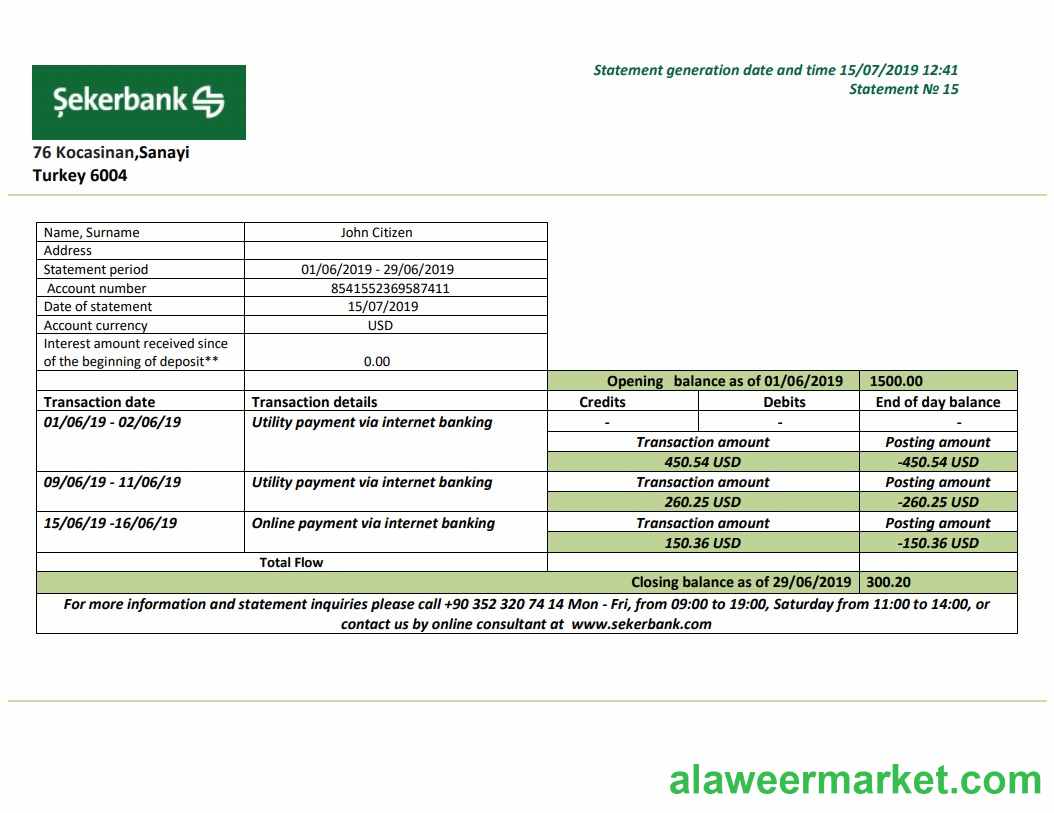 Statement generation date and time 15/07/2019 12:41
Statement № 15
Şekerbank
76 Kocasinan,Sanayi
Turkey 6004
Name, Surname John Citizen
Address
Statement period 01/06/2019 - 29/06/2019
Account number 8541552369587411
Date of statement 15/07/2019
Account currency USD
Interest amount received since
of the beginning of deposit** 0.00
Opening balance as of 01/06/2019 1500.00
Transaction date Transaction details Credits Debits End of day balance
01/06/19 - 02/06/19 Utility payment via internet banking - - -
Transaction amount Posting amount
450.54 USD -450.54 USD
09/06/19 - 11/06/19 Utility payment via internet banking Transaction amount Posting amount
260.25 USD -260.25 USD
15/06/19 -16/06/19 Online payment via internet banking Transaction amount Posting amount
150.36 USD -150.36 USD
Total Flow
Closing balance as of 29/06/2019 300.20
For more information and statement inquiries please call +90 352 320 74 14 Mon - Fri, from 09:00 to 19:00, Saturday from 11:00 to 14:00, or
contact us by online consultant at www.sekerbank.com
alaweermarket.com